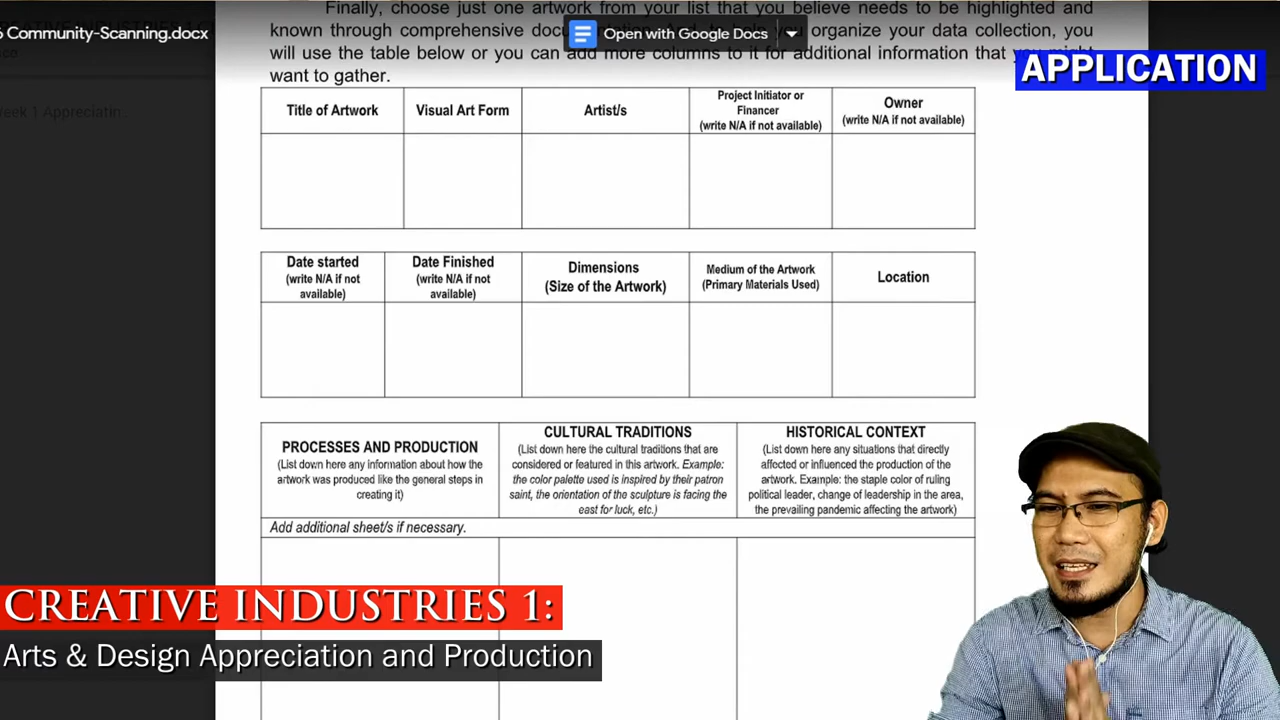 Finally, choose just one artwork from your list that you believe needs to be highlighted and
known through comprehensive And, to help you organize your data collection, you
will use the table below or you can add more columns to it for additional information that you might
want to gather.
5 Community-Scanning.docx
Open with Google Docs
APPLICATION
Week 1 Appreciatin...
Title of Artwork
Visual Art Form
Artist/s
Project Initiator or
Financer
(write N/A if not available)
Owner
(write N/A if not available)
Date started
(write N/A if not
available)
Date Finished
(write N/A if not
available)
Dimensions
(Size of the Artwork)
Medium of the Artwork
(Primary Materials Used)
Location
PROCESSES AND PRODUCTION
(List down here any information about how the
artwork was produced like the general steps in
creating it)
CULTURAL TRADITIONS
(List down here the cultural traditions that are
considered or featured in this artwork. Example:
the color palette used is inspired by their patron
saint, the orientation of the sculpture is facing the
east for luck, etc.)
HISTORICAL CONTEXT
(List down here any situations that directly
affected or influenced the production of the
artwork. Example: the staple color of ruling
political leader, change of leadership in the area,
the prevailing pandemic affecting the artwork)
Add additional sheet/s if necessary.
CREATIVE INDUSTRIES 1:
Arts & Design Appreciation and Production